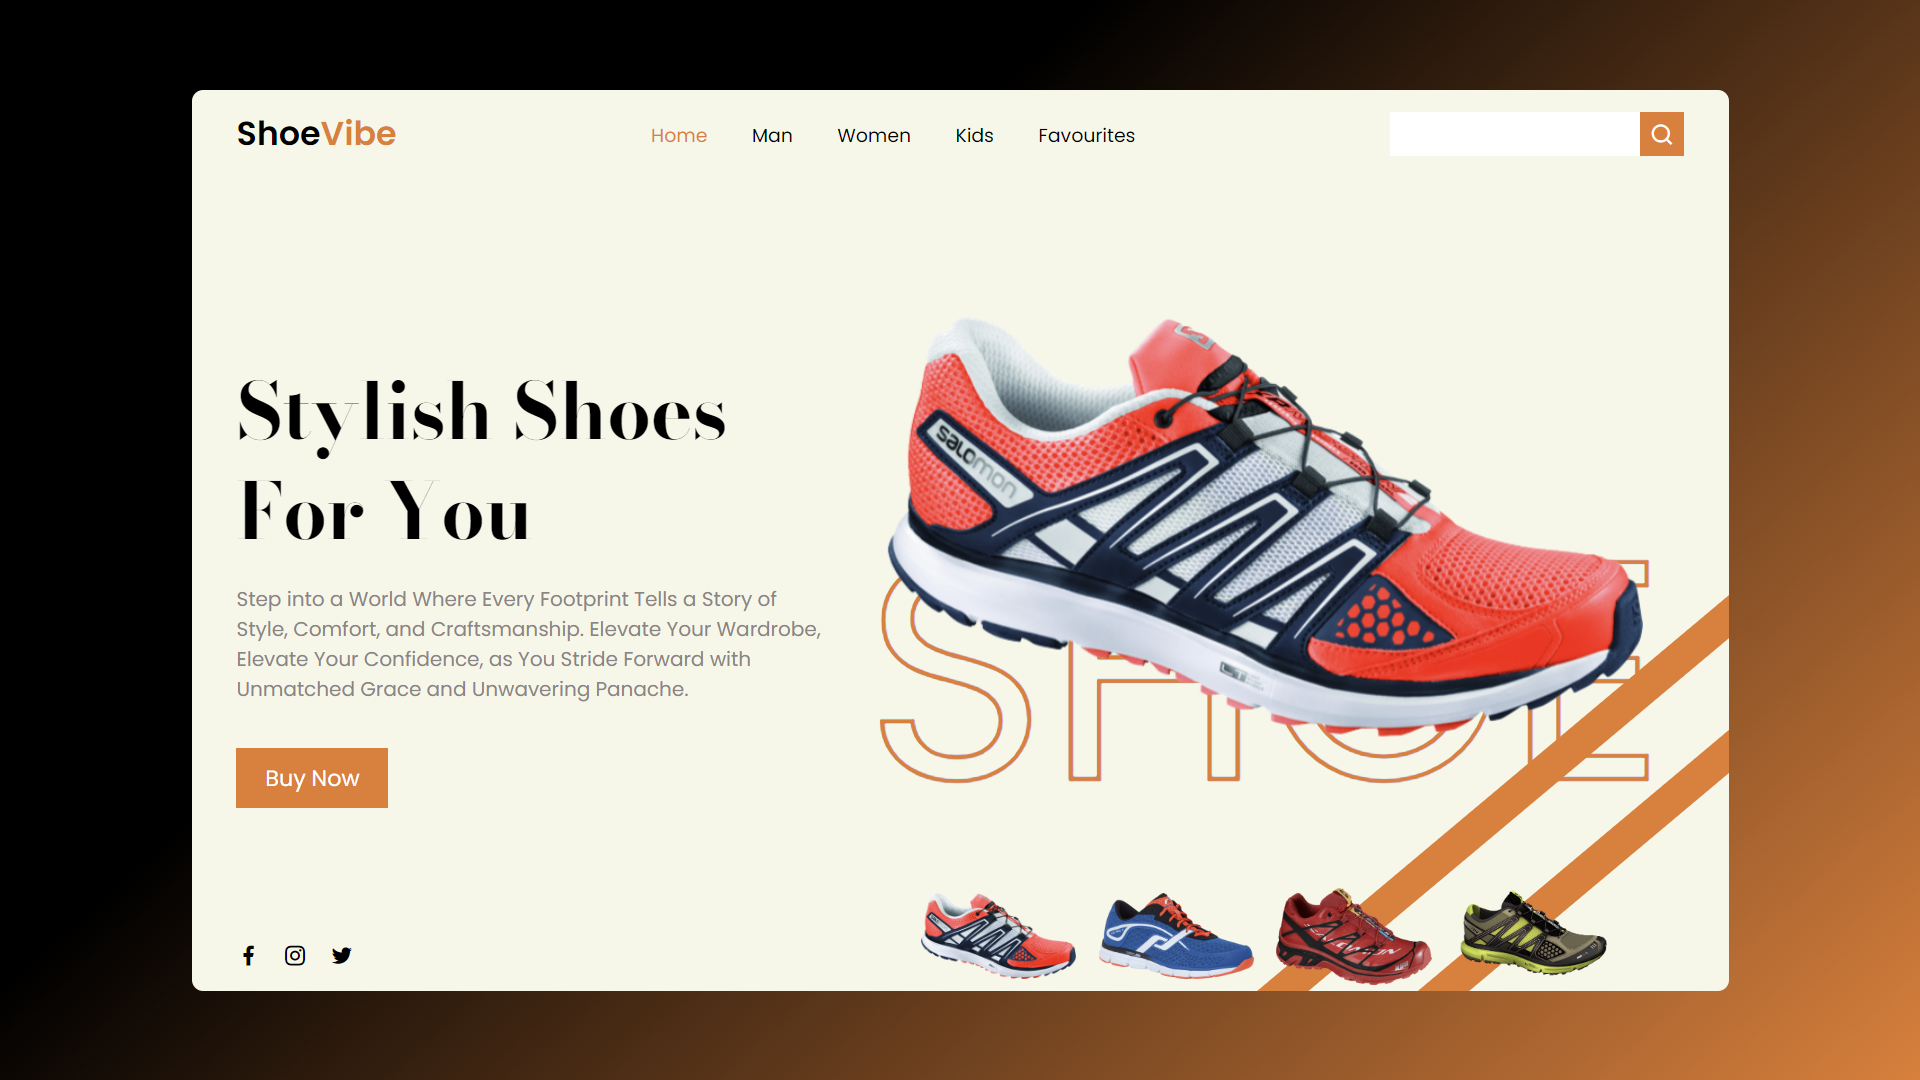 ShoeVibe
Home
Man
Women
Kids
Favourites
Stylish Shoes
For You
Step into a World Where Every Footprint Tells a Story of
Style, Comfort, and Craftsmanship. Elevate Your Wardrobe,
Elevate Your Confidence, as You Stride Forward with
Unmatched Grace and Unwavering Panache.
Buy Now
salomon
SHOE